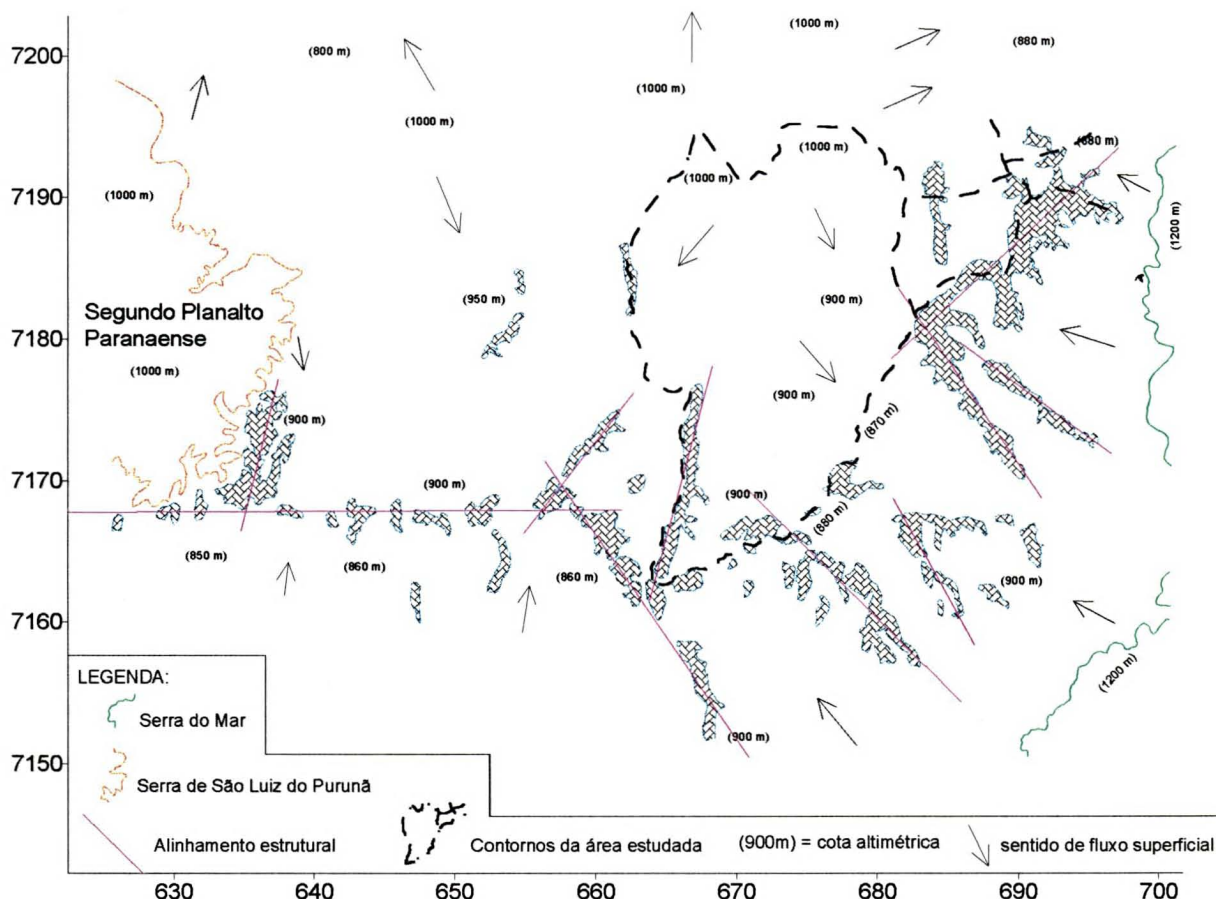 7200
7190
7180
7170
7160
7150
(1000 m)
(800 m)
(880 m)
(1000 m)
(1000 m)
(1000 m)
(680 m)
(1000 m)
(1000 m)
(1200 m)
(950 m)
(900 m)
Segundo Planalto
Paranaense
(1000 m)
(900 m)
(900 m)
(870 m)
(900 m)
(900 m)
(880 m)
(850 m)
(860 m)
(860 m)
(900 m)
(1200 m)
(900 m)
LEGENDA:
Serra do Mar
Serra de São Luiz do Purunã
Alinhamento estrutural
Contornos da área estudada
(900m) = cota altimétrica
sentido de fluxo superficial
630
640
650
660
670
680
690
700